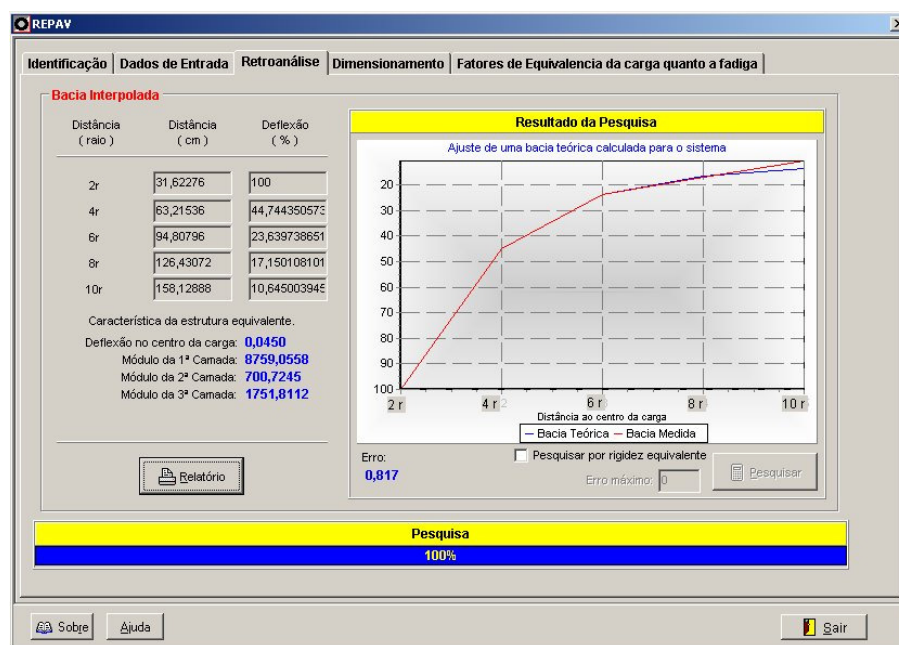 REPAV
Identificação Dados de Entrada Retroanálise Dimensionamento Fatores de Equivalencia da carga quanto a fadiga
Bacia Interpolada
Distância ( raio ) Distância ( cm ) Deflexão ( % )
2r 31,62276 100
4r 63,21536 44,744350573
6r 94,80796 23,639738651
8r 126,43072 17,150108101
10r 158,12888 10,645003945
Característica da estrutura equivalente.
Deflexão no centro da carga: 0,0450
Módulo da 1ª Camada: 8759,0558
Módulo da 2ª Camada: 700,7245
Módulo da 3ª Camada: 1751,8112
Relatório
Resultado da Pesquisa
Ajuste de uma bacia teórica calculada para o sistema
20
30
40
50
60
70
80
90
100
2 r 4 r 6 r 8 r 10 r
Distância ao centro da carga
Bacia Teórica Bacia Medida
Erro:
0,817
Pesquisar por rigidez equivalente
Erro máximo: 0
Pesquisar
Pesquisa
100%
Sobre Ajuda Sair